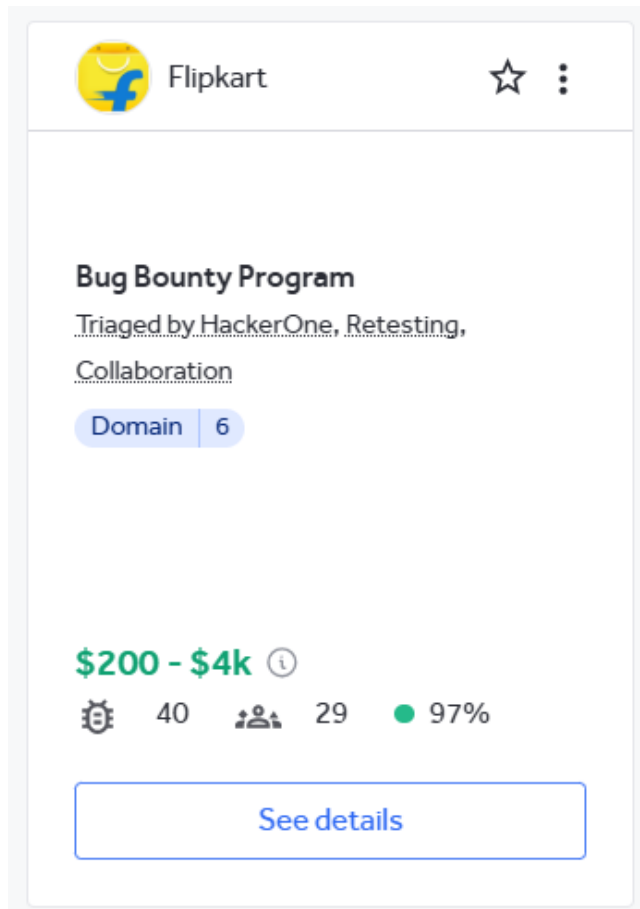 Flipkart
Bug Bounty Program
Triaged by HackerOne, Retesting,
Collaboration
Domain 6
$200 - $4k
40 29 97%
See details